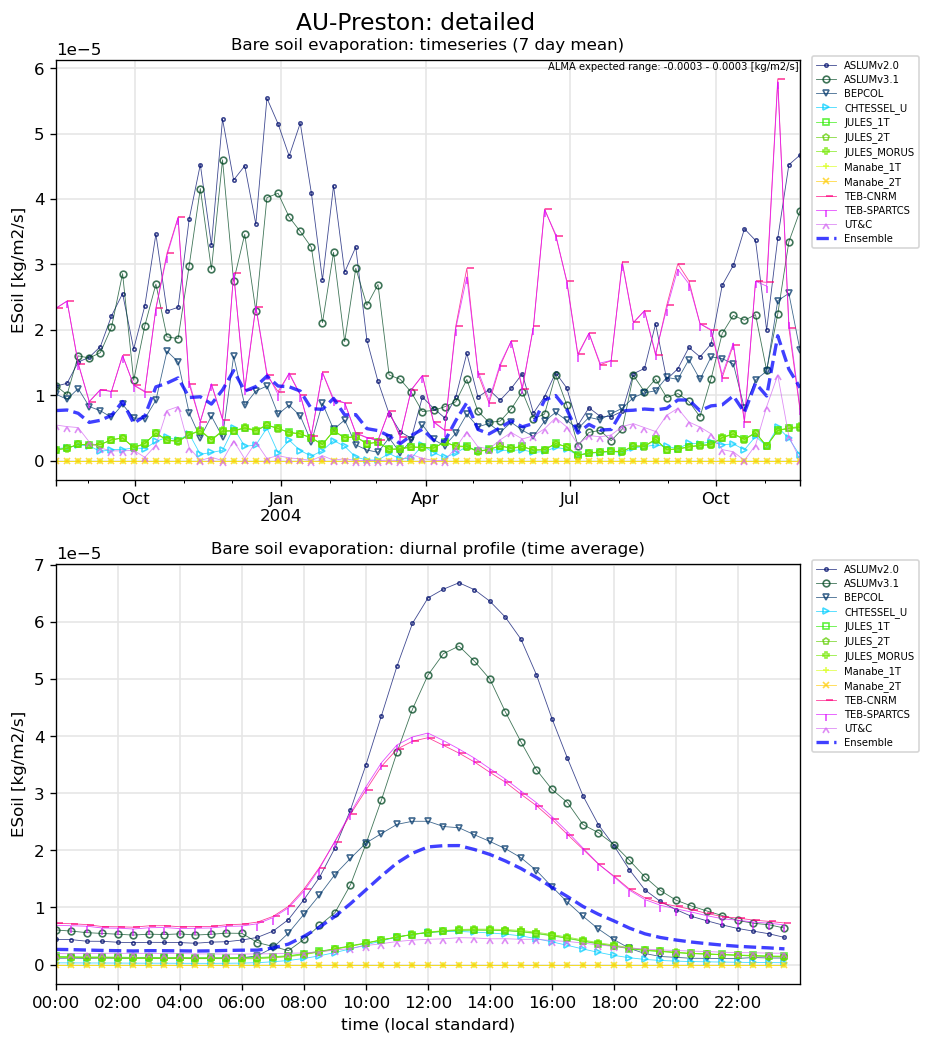 AU-Preston: detailed
Bare soil evaporation: timeseries (7 day mean)
1e−5
ALMA expected range: -0.0003 - 0.0003 [kg/m2/s]
6
5
4
3
2
1
0
ESoil [kg/m2/s]
Oct
Jan
2004
Apr
Jul
Oct
ASLUMv2.0
ASLUMv3.1
BEPCOL
CHTESSEL_U
JULES_1T
JULES_2T
JULES_MORUS
Manabe_1T
Manabe_2T
TEB-CNRM
TEB-SPARTCS
UT&C
Ensemble
Bare soil evaporation: diurnal profile (time average)
1e−5
7
6
5
4
3
2
1
0
ESoil [kg/m2/s]
00:00
02:00
04:00
06:00
08:00
10:00
12:00
14:00
16:00
18:00
20:00
22:00
time (local standard)
ASLUMv2.0
ASLUMv3.1
BEPCOL
CHTESSEL_U
JULES_1T
JULES_2T
JULES_MORUS
Manabe_1T
Manabe_2T
TEB-CNRM
TEB-SPARTCS
UT&C
Ensemble